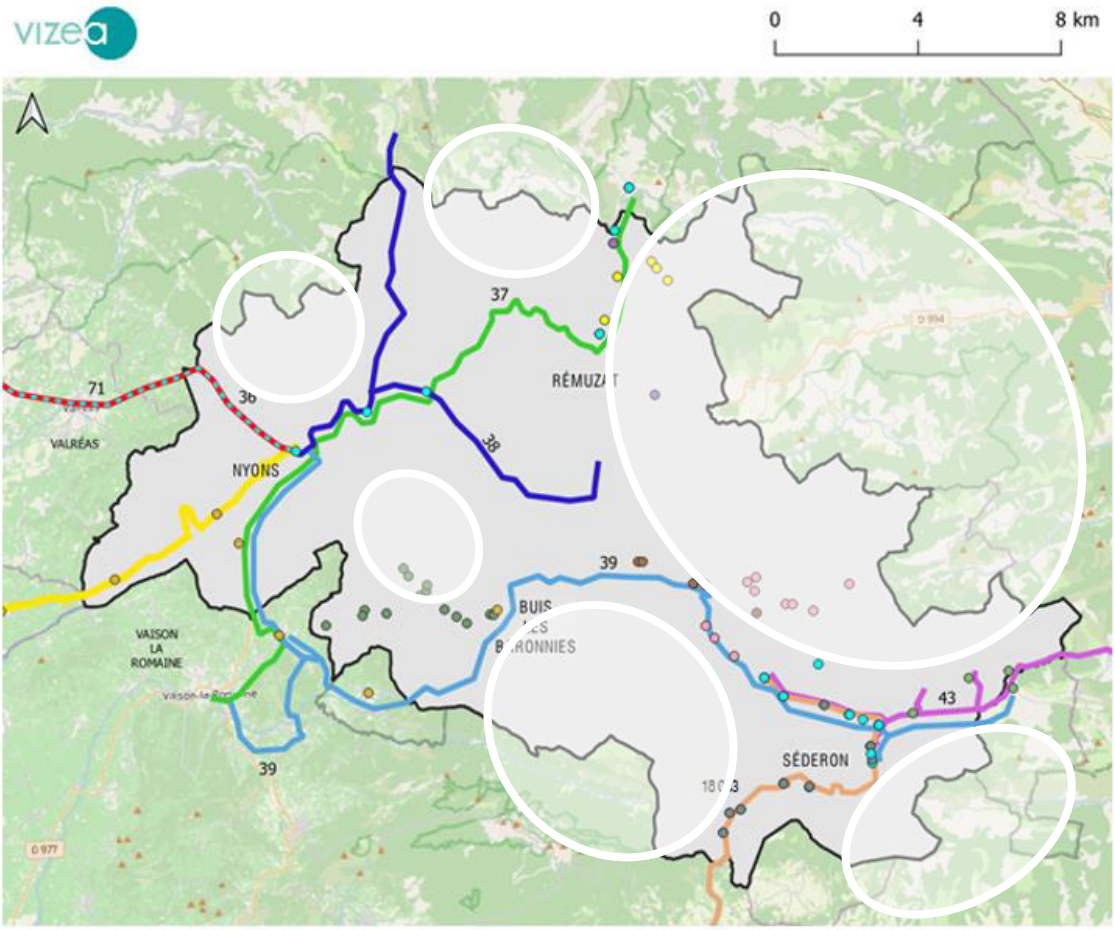 vizea
0 4 8 km
37
D 994
RÉMUZAT
71
36
VALRÉAS
38
NYONS
39
BUIS
LES
BARONNIES
VAISON
LA
ROMAINE
Vaison-la-Romaine
43
SÉDERON
39
D 977